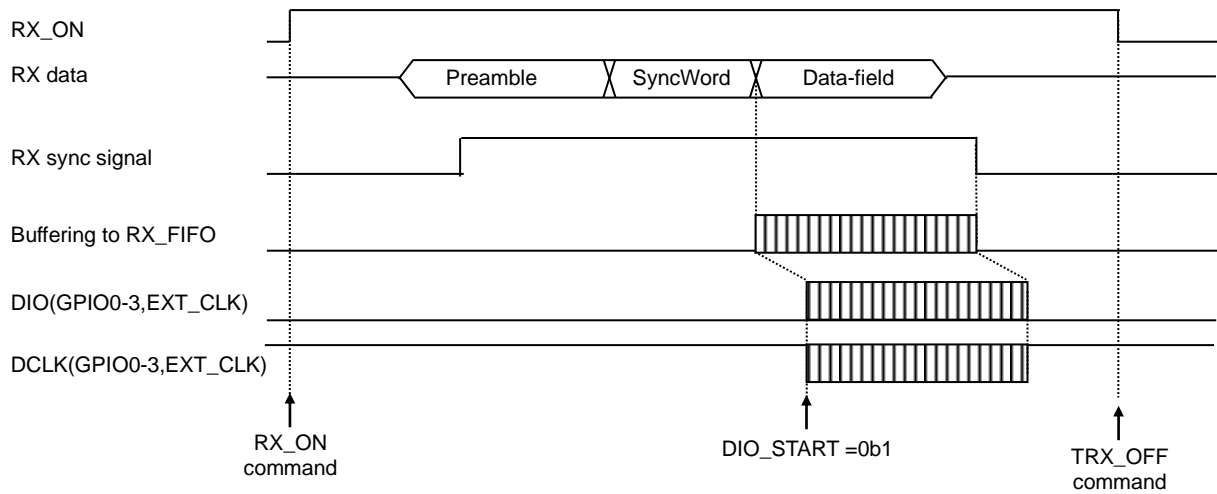 RX_ON
RX data
Preamble
SyncWord
Data-field
RX sync signal
Buffering to RX_FIFO
DIO(GPIO0-3,EXT_CLK)
DCLK(GPIO0-3,EXT_CLK)
RX_ON
command
DIO_START =0b1
TRX_OFF
command